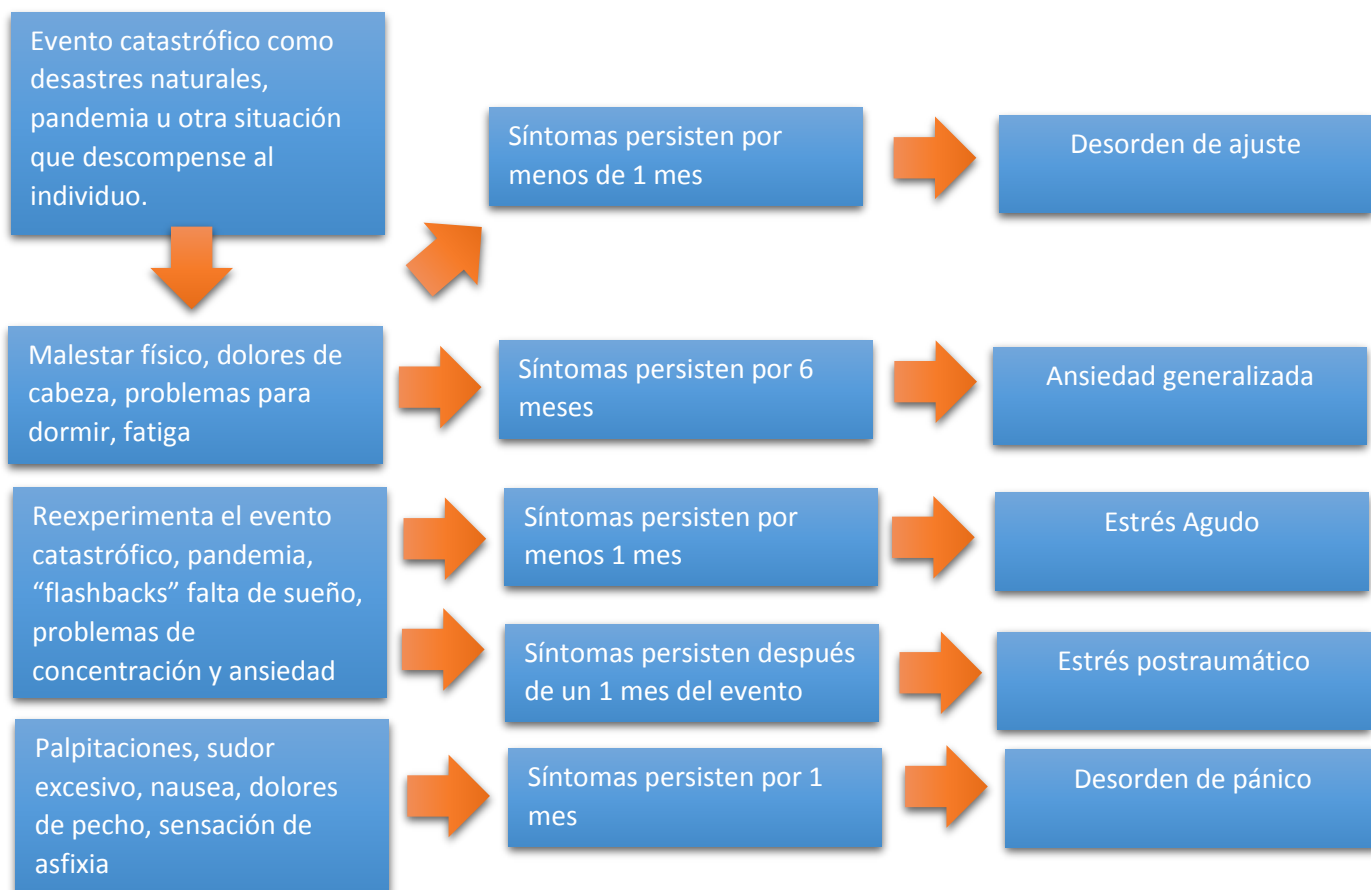 Evento catastrófico como
desastres naturales,
pandemia u otra situación
que descompense al
individuo.
Síntomas persisten por
menos de 1 mes
Desorden de ajuste
Malestar físico, dolores de
cabeza, problemas para
dormir, fatiga
Síntomas persisten por 6
meses
Ansiedad generalizada
Reexperimenta el evento
catastrófico, pandemia,
“flashbacks” falta de sueño,
problemas de
concentración y ansiedad
Síntomas persisten por
menos 1 mes
Estrés Agudo
Síntomas persisten después
de un 1 mes del evento
Estrés postraumático
Palpitaciones, sudor
excesivo, nausea, dolores
de pecho, sensación de
asfixia
Síntomas persisten por 1
mes
Desorden de pánico